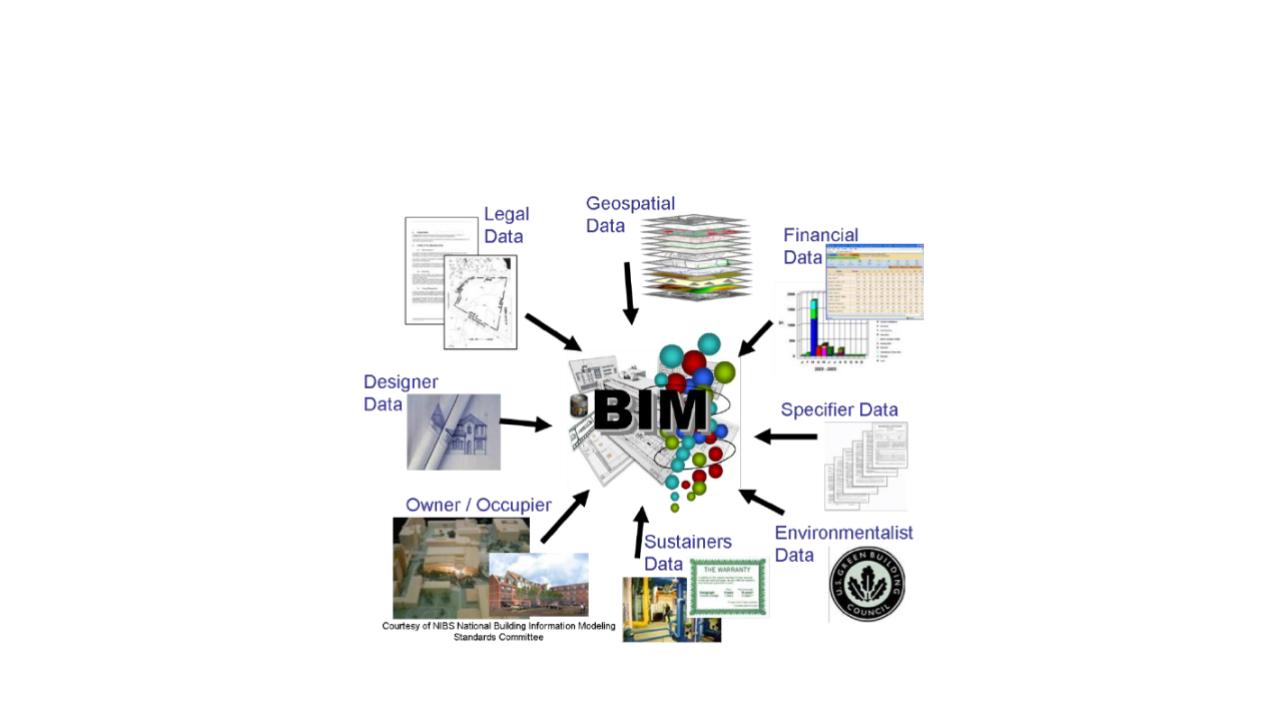 Legal
Data
Geospatial
Data
Financial
Data
Designer
Data
BIM
Specifier Data
Owner / Occupier
Sustainers
Data
THE WARRANTY
Environmentalist
Data
U.S. GREEN BUILDING
COUNCIL
Courtesy of NIBS National Building Information Modeling
Standards Committee